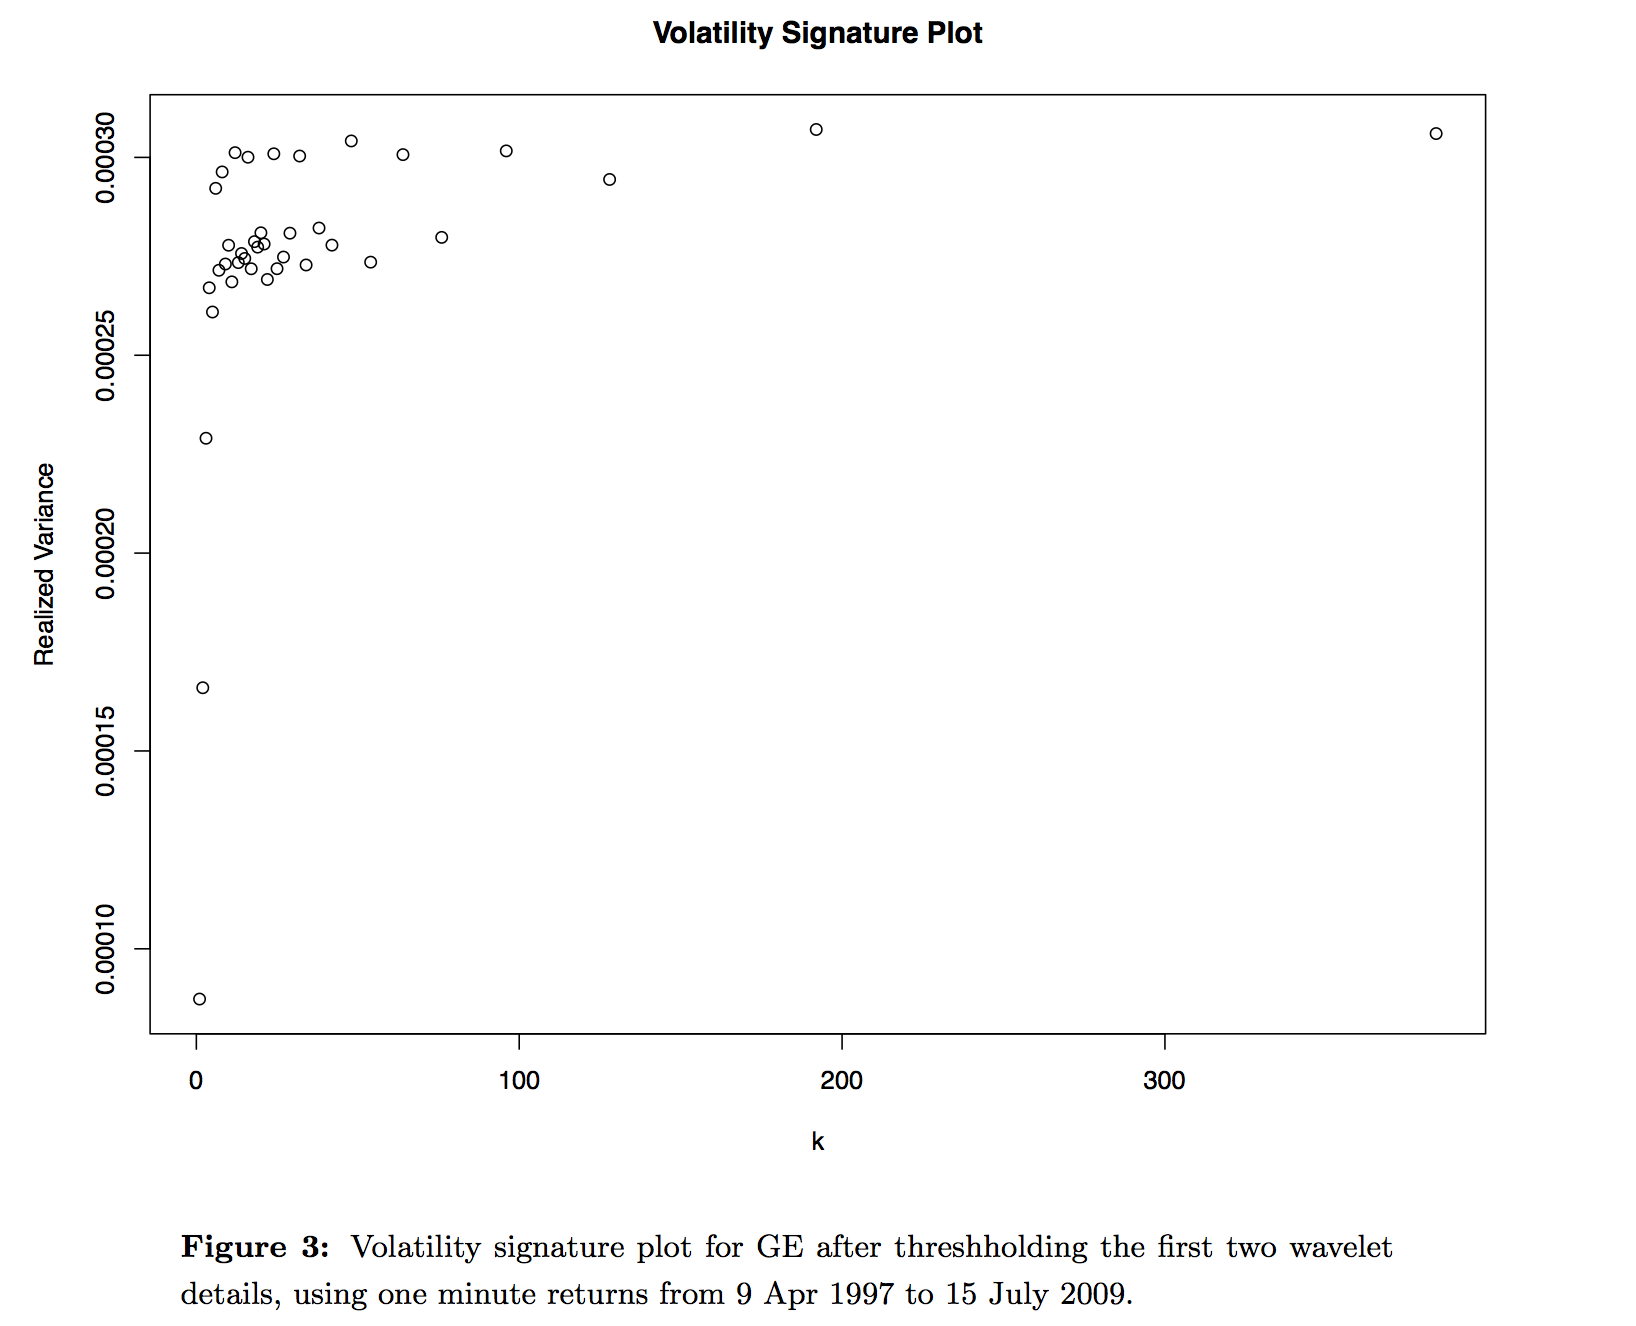 Volatility Signature Plot
Realized Variance
0.00030
0.00025
0.00020
0.00015
0.00010
0 100 200 300
k
Figure 3: Volatility signature plot for GE after threshholding the first two wavelet
details, using one minute returns from 9 Apr 1997 to 15 July 2009.